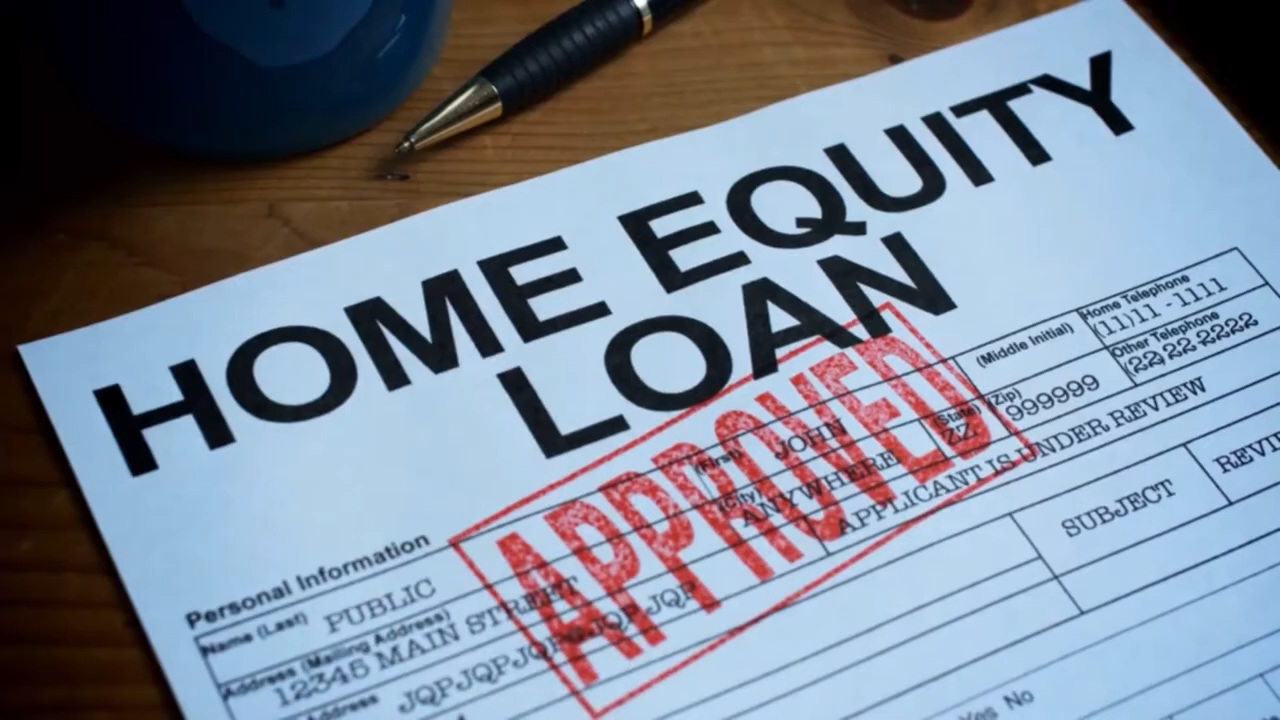 HOME EQUITY
LOAN
APPROVED
Personal Information
Name (Last) PUBLIC (First) JOHN (Middle Initial) Home Telephone (11)11 - 1111
Address (Mailing Address) 12345 MAIN STREET (City) ANYWHERE (State) ZZ (Zip) 999999 Other Telephone (22)22 2222
Address JQPJQPJQPJQPJQPJQP APPLICANT IS UNDER REVIEW
SUBJECT
Yes No